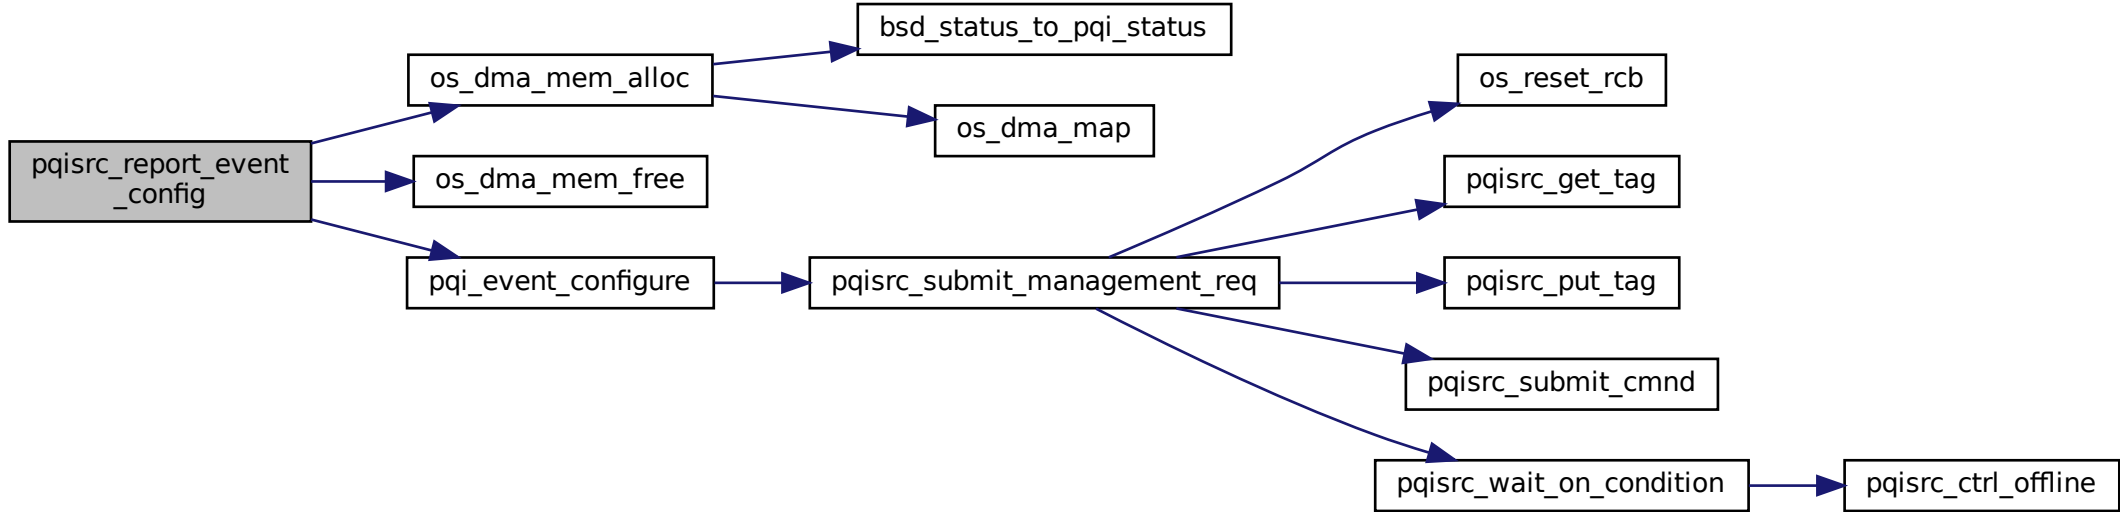 pqisrc_report_event
_config
os_dma_mem_alloc
bsd_status_to_pqi_status
os_dma_map
os_dma_mem_free
pqi_event_configure
pqisrc_submit_management_req
os_reset_rcb
pqisrc_get_tag
pqisrc_put_tag
pqisrc_submit_cmnd
pqisrc_wait_on_condition
pqisrc_ctrl_offline